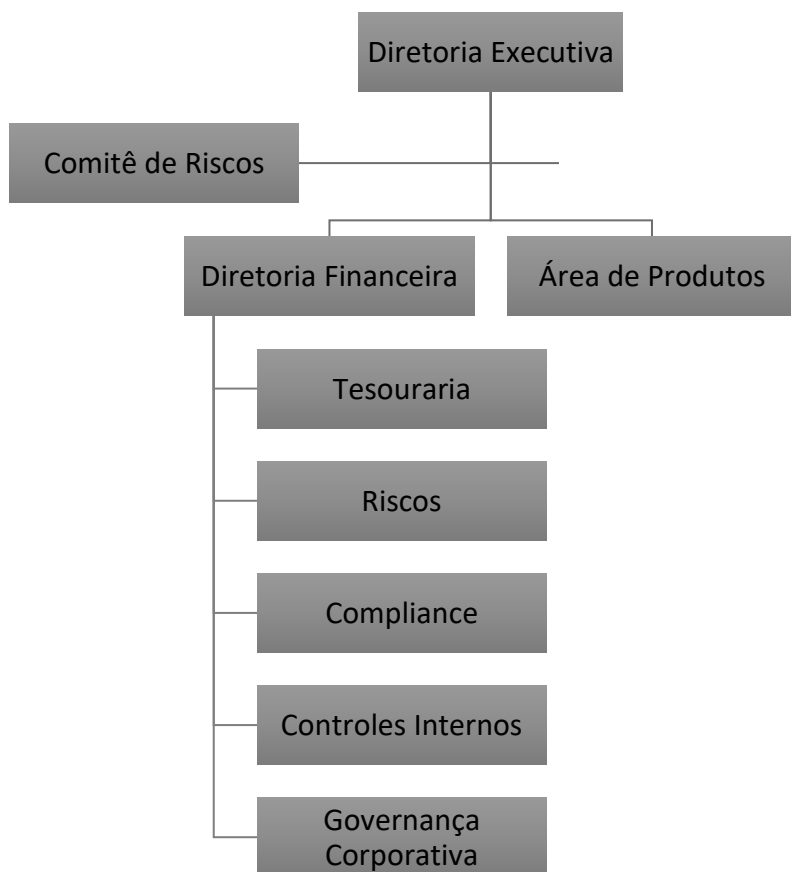 Diretoria Executiva
Comitê de Riscos
Diretoria Financeira
Área de Produtos
Tesouraria
Riscos
Compliance
Controles Internos
Governança
Corporativa